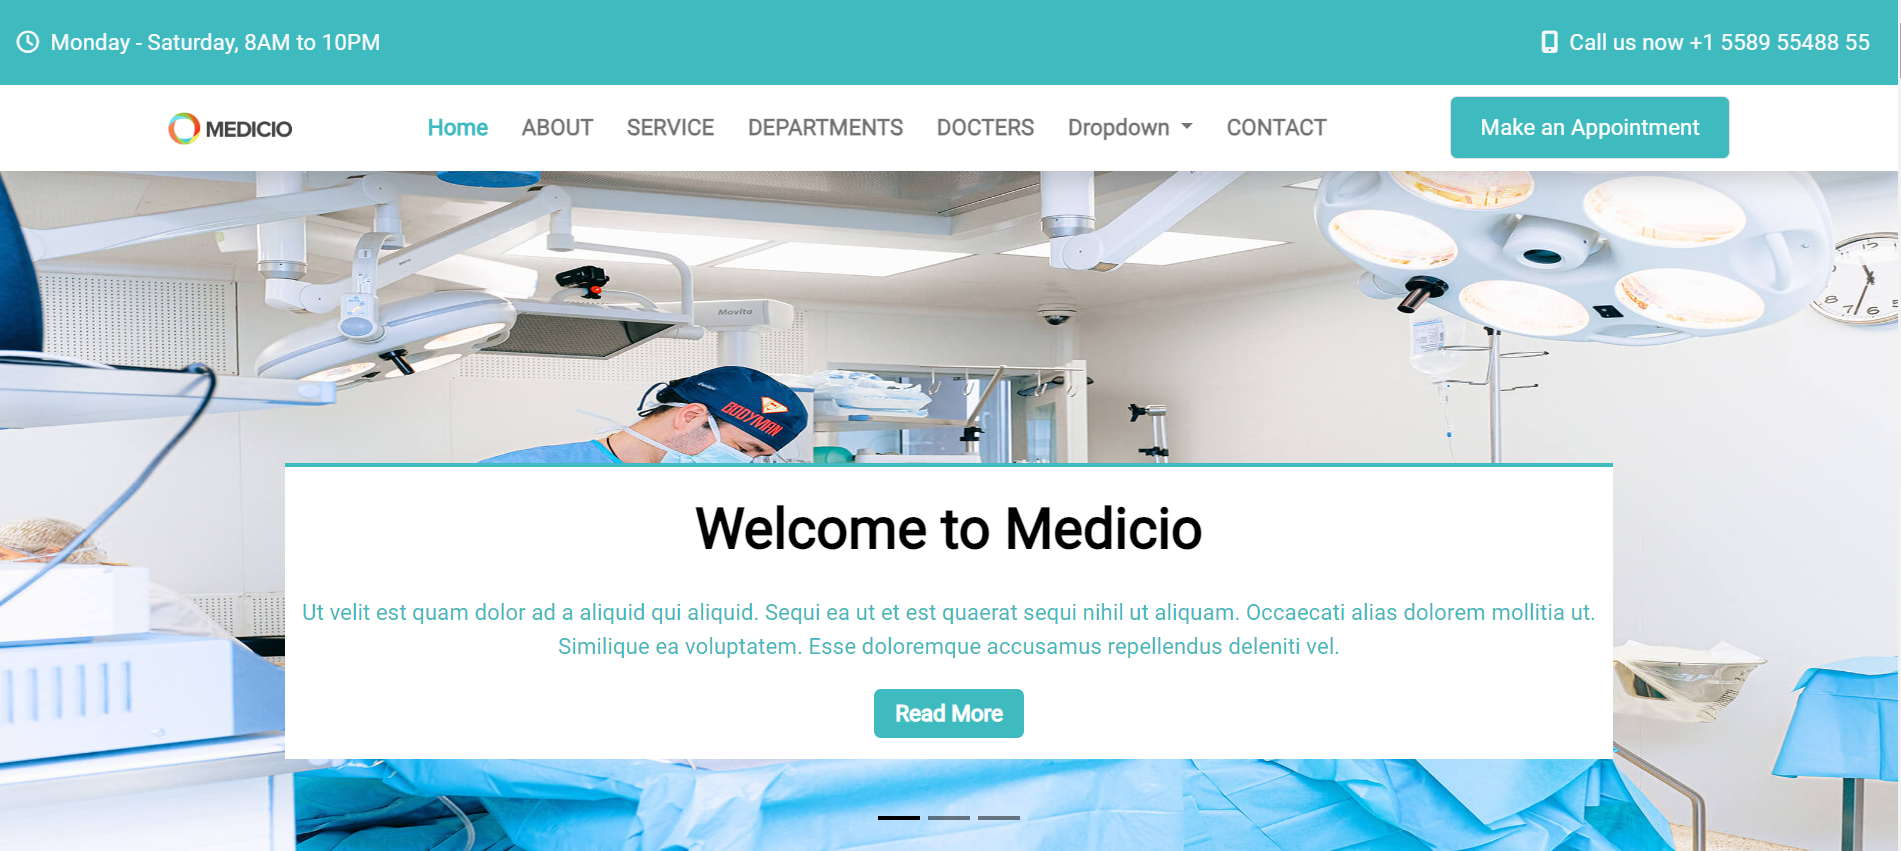 Monday - Saturday, 8AM to 10PM
Call us now +1 5589 55488 55
MEDICIO
Home ABOUT SERVICE DEPARTMENTS DOCTERS Dropdown CONTACT
Make an Appointment
Movita
BODYMAN
8 7 6
Welcome to Medicio
Ut velit est quam dolor ad a aliquid qui aliquid. Sequi ea ut et est quaerat sequi nihil ut aliquam. Occaecati alias dolorem mollitia ut.
Similique ea voluptatem. Esse doloremque accusamus repellendus deleniti vel.
Read More